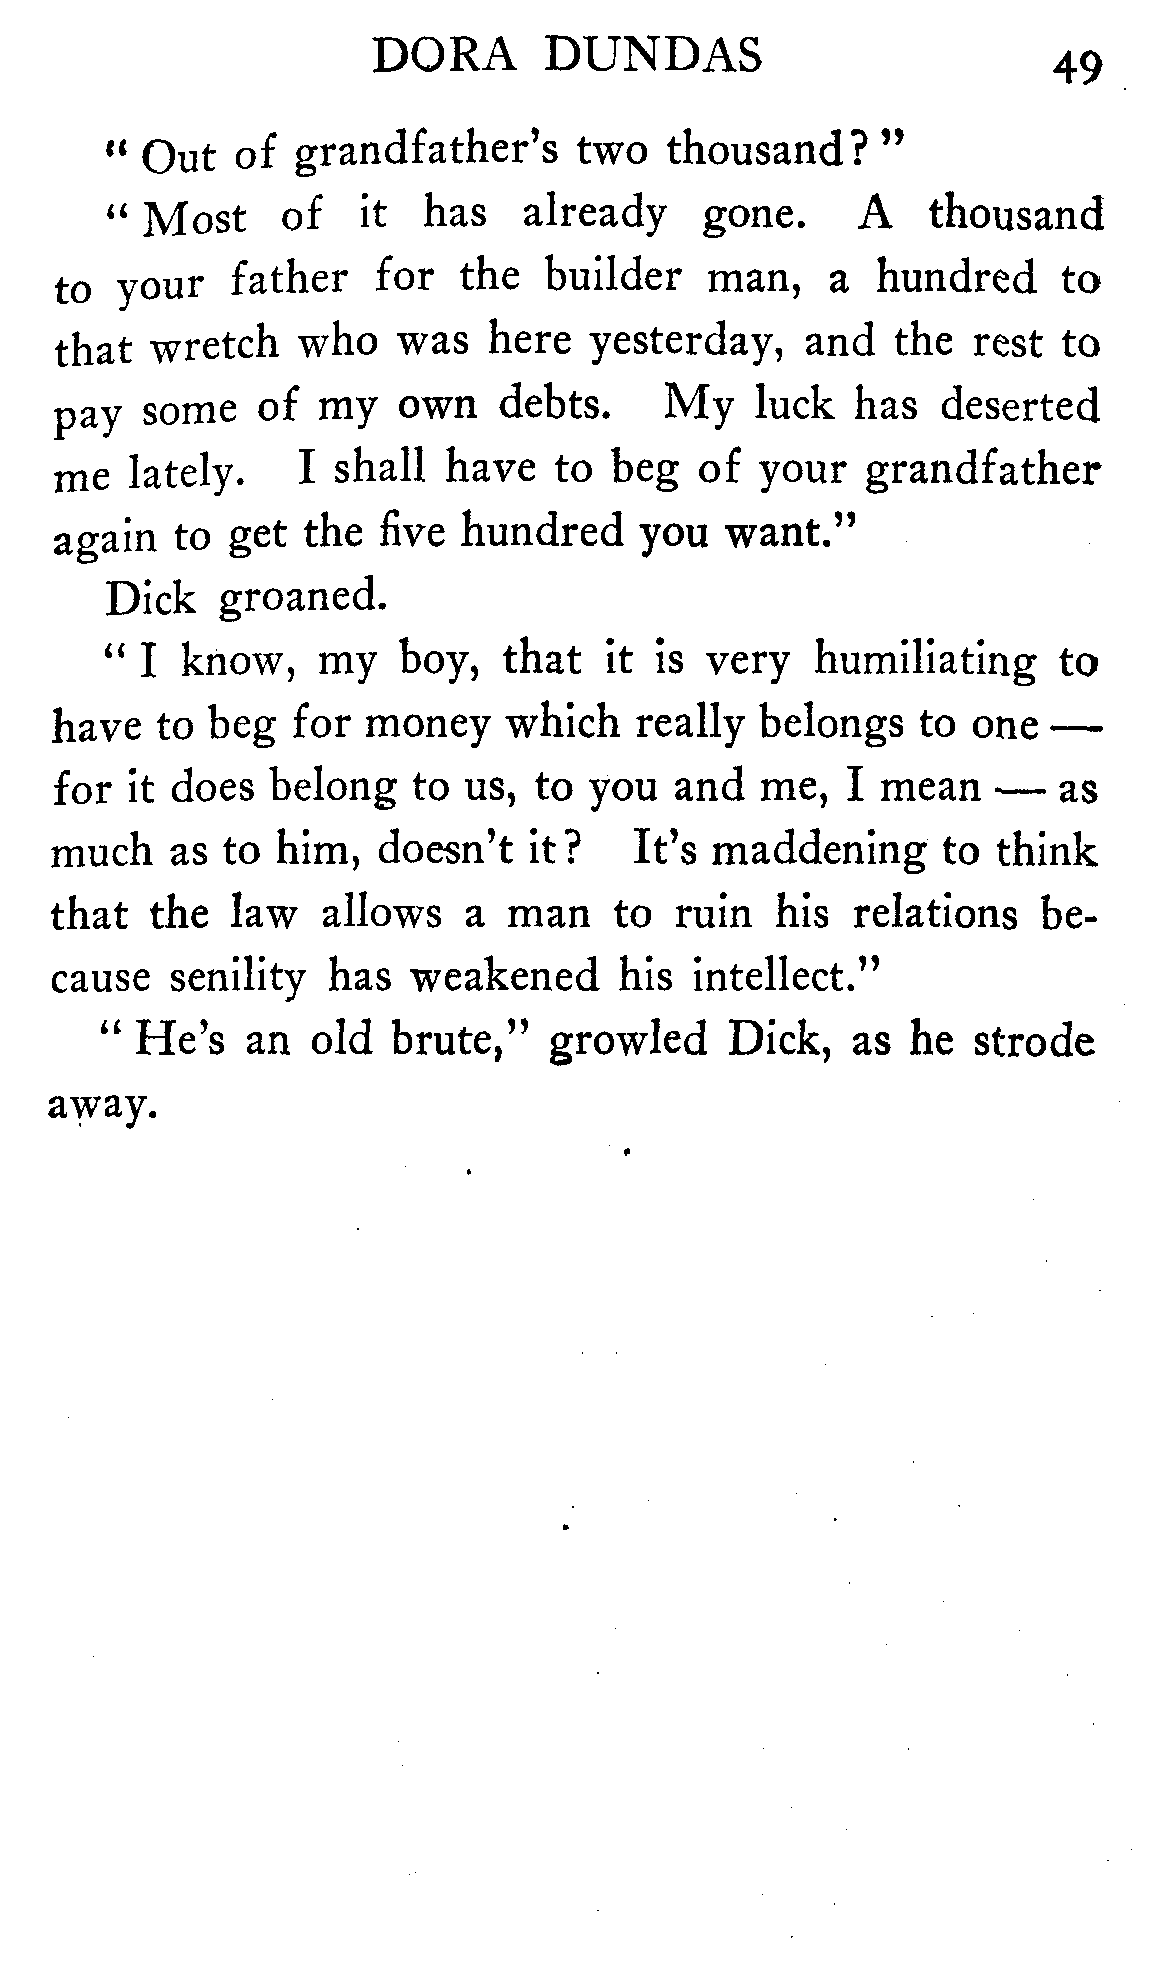 DORA DUNDAS 49
“ Out of grandfather’s two thousand? ”
“ Most of it has already gone. A thousand
to your father for the builder man, a hundred to
that wretch who was here yesterday, and the rest to
pay some of my own debts. My luck has deserted
me lately. I shall have to beg of your grandfather
again to get the five hundred you want.”
Dick groaned.
“ I know, my boy, that it is very humiliating to
have to beg for money which really belongs to one —
for it does belong to us, to you and me, I mean — as
much as to him, doesn’t it? It’s maddening to think
that the law allows a man to ruin his relations be-
cause senility has weakened his intellect.”
“ He’s an old brute,” growled Dick, as he strode
away.